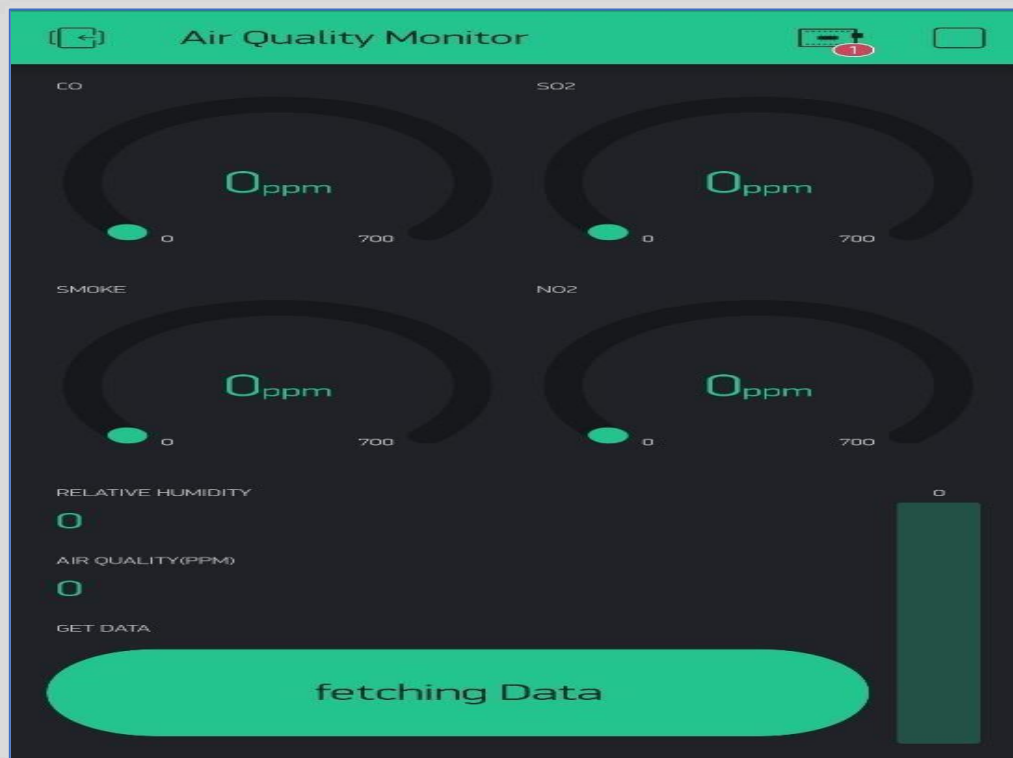 Air Quality Monitor
1
CO
SO2
0ppm
0ppm
0 700
0 700
SMOKE
NO2
0ppm
0ppm
0 700
0 700
RELATIVE HUMIDITY
0
0
AIR QUALITY(PPM)
0
GET DATA
fetching Data